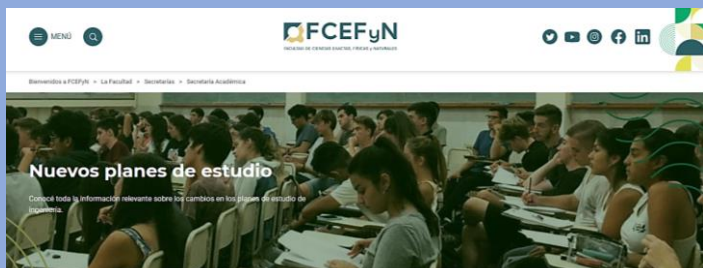 MENÚ
FCEFyN
FACULTAD DE CIENCIAS EXACTAS, FÍSICAS y NATURALES
Bienvenidos a FCEFyN » La Facultad » Secretarías » Secretaría Académica
Nuevos planes de estudio
Conocé toda la información relevante sobre los cambios en los planes de estudio de
Ingeniería.